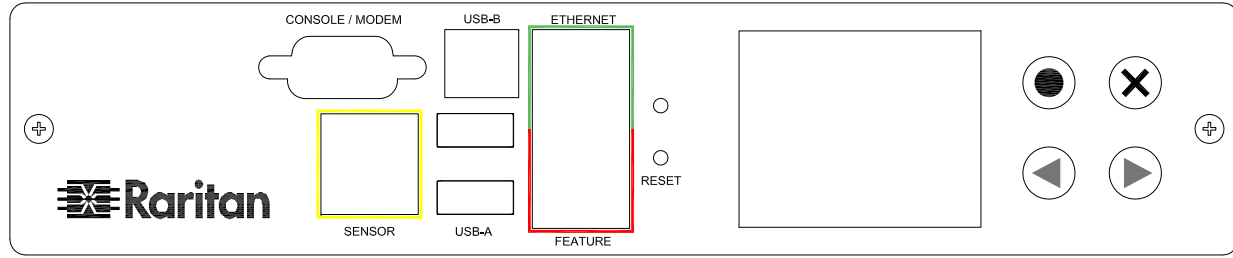 CONSOLE / MODEM
USB-B
ETHERNET
RESET
Raritan
SENSOR
USB-A
FEATURE